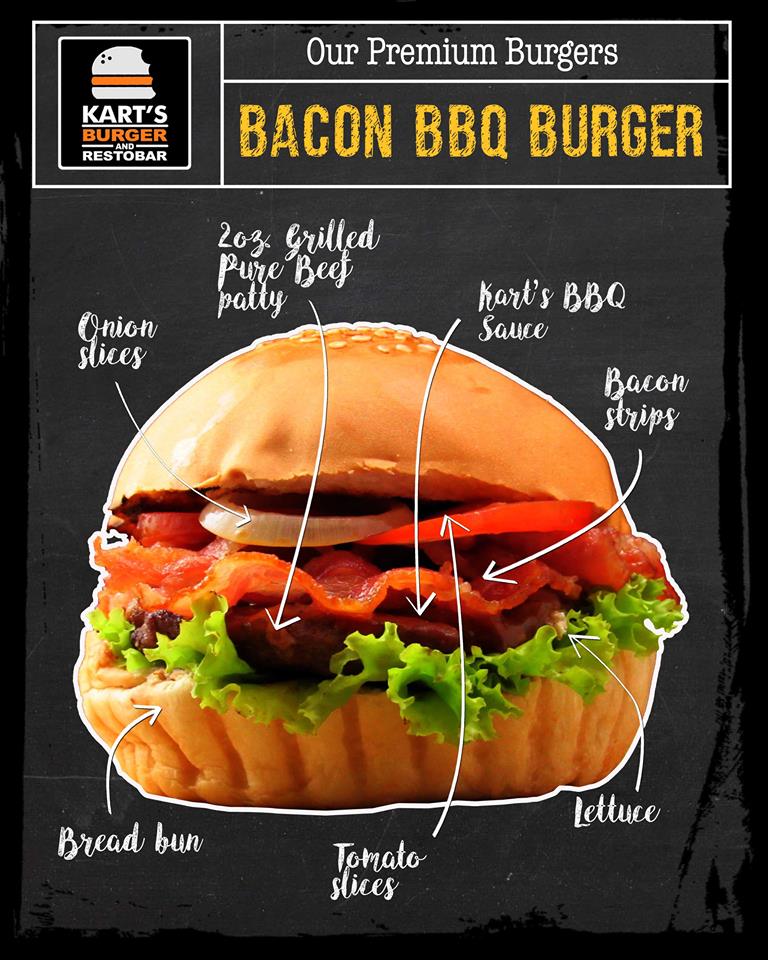 Our Premium Burgers
KART'S
BURGER
AND
RESTOBAR
BACON BBQ BURGER
2oz. Grilled
Pure Beef
patty
Kart's BBQ
Sauce
Onion
slices
Bacon
strips
Lettuce
Bread bun
Tomato
slices